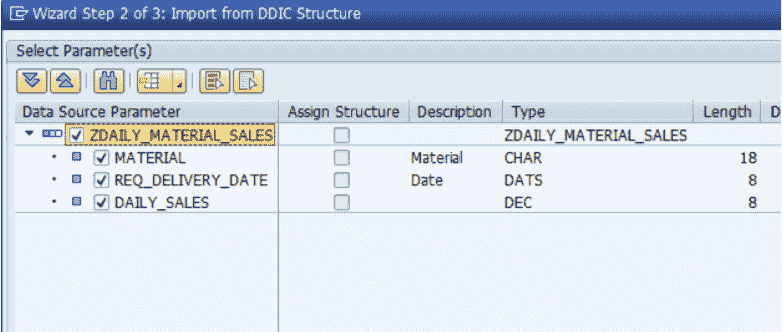 Wizard Step 2 of 3: Import from DDIC Structure
Select Parameter(s)
Data Source Parameter Assign Structure Description Type Length D
ZDAILY_MATERIAL_SALES ZDAILY_MATERIAL_SALES
MATERIAL Material CHAR 18
REQ_DELIVERY_DATE Date DATS 8
DAILY_SALES DEC 8